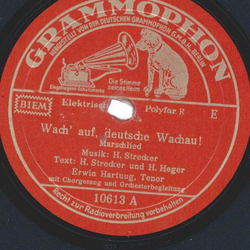 GRAMMOPHON
HERGESTELLT VON DER DEUTSCHEN GRAMMOPHON G.M.B.H. BERLIN
Die Stimme
seines Herrn
BIEM
Elektrisch
Polyfar R
E
Wach' auf, deutsche Wachau!
Marschlied
Musik: H. Strecker
Text: H. Strecker und H. Heger
Erwin Hartung, Tenor
mit Chorgesang und Orchesterbegleitung
10613 A
Nicht zur Radioverbreitung vorbehalten